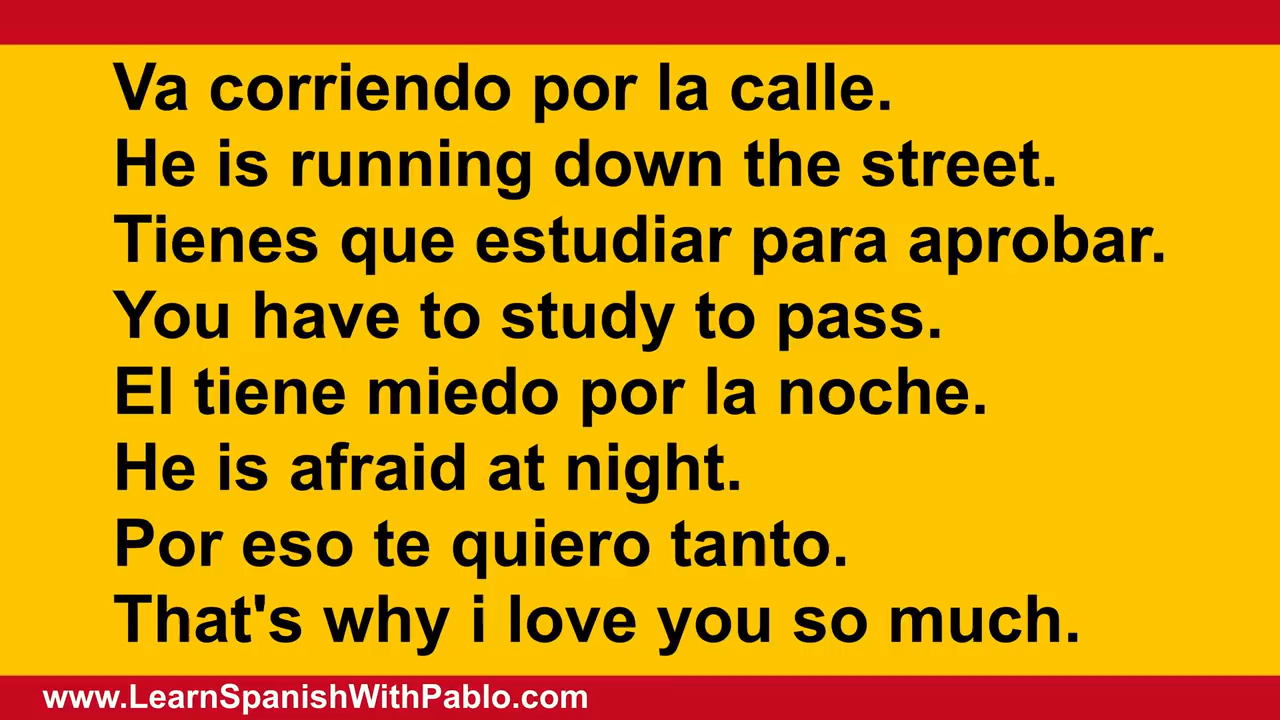 Va corriendo por la calle.
He is running down the street.
Tienes que estudiar para aprobar.
You have to study to pass.
El tiene miedo por la noche.
He is afraid at night.
Por eso te quiero tanto.
That's why i love you so much.
www.LearnSpanishWithPablo.com